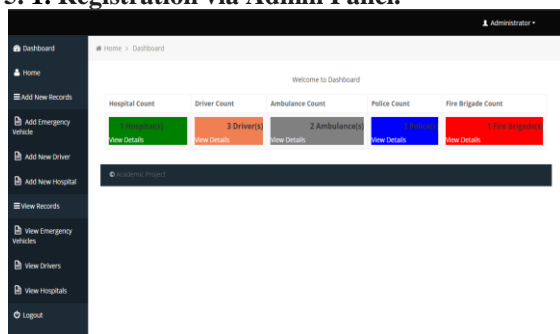 5. 1. Registration via Admin Panel.
Administrator
Dashboard
Home > Dashboard
Home
Welcome to Dashboard
Add New Records
Hospital Count Driver Count Ambulance Count Police Count Fire Brigade Count
Add Emergency Vehicle
1 Hospital(s) 3 Driver(s) 2 Ambulance(s) 1 Fire Brigade(s)
View Details View Details View Details View Details View Details
Add New Driver
Add New Hospital
© Academic Project
View Records
View Emergency Vehicles
View Drivers
View Hospitals
Logout